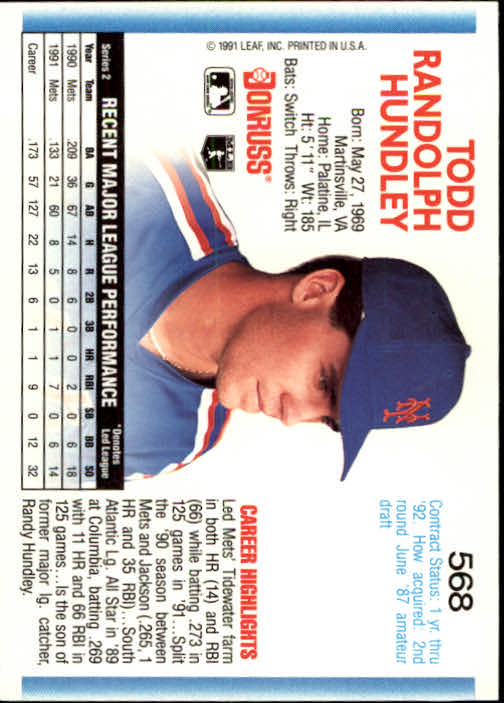 568
TODD
RANDOLPH
HUNDLEY
Born: May 27, 1969
Martinsville, VA
Home: Palatine, IL
Ht: 5' 11" Wt: 185
Bats: Switch Throws: Right
DONRUSS
MLB
© 1991 LEAF, INC. PRINTED IN U.S.A.
Contract Status: 1 yr. thru
'92. How acquired: 2nd
round June '87 amateur
draft
CAREER HIGHLIGHTS
Led Mets' Tidewater farm
in both HR (14) and RBI
(66) while batting .273 in
125 games in '91...Split
the '90 season between
Mets and Jackson (.265, 1
HR and 35 RBI)...South
Atlantic Lg. All Star in '89
at Columbia, batting .269
with 11 HR and 66 RBI in
125 games...Is the son of
former major lg. catcher,
Randy Hundley.
Series 2 RECENT MAJOR LEAGUE PERFORMANCE *Denotes
Led League
Year Team BA G AB H R 2B 3B HR RBI SB BB SO
1990 Mets .209 36 67 14 8 6 0 0 2 0 6 18
1991 Mets .133 21 60 8 5 0 1 1 7 0 6 14
Career .173 57 127 22 13 6 1 1 9 0 12 32